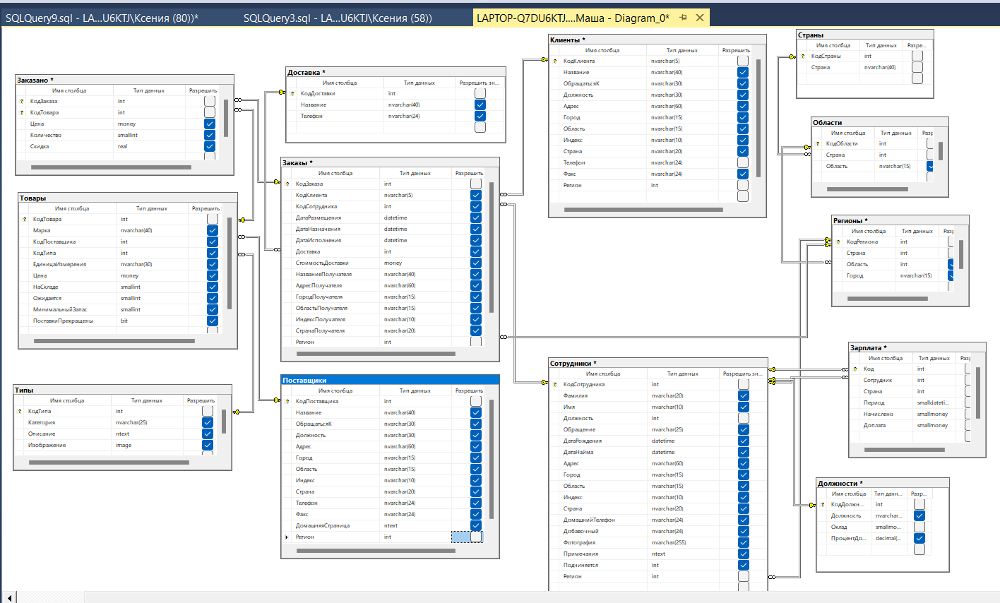 SQLQuery9.sql - LA...U6KTJ\Ксения (80))*
SQLQuery3.sql - LA...U6KTJ\Ксения (58))
LAPTOP-Q7DU6KTJ....Маша - Diagram_0*
Заказано *
Имя столбца Тип данных Разрешить
КодЗаказа int
КодТовара int
Цена money
Количество smallint
Скидка real
Товары
Имя столбца Тип данных Разрешить :
КодТовара int
Марка nvarchar(40)
КодПоставщика int
КодТипа int
ЕдиницаИзмерения nvarchar(30)
Цена money
НаСкладе smallint
Ожидается smallint
МинимальныйЗапас smallint
ПоставкиПрекращены bit
Типы
Имя столбца Тип данных Разрешить
КодТипа int
Категория nvarchar(25)
Описание ntext
Изображение image
Доставка *
Имя столбца Тип данных Разрешить зн...
КодДоставки int
Название nvarchar(40)
Телефон nvarchar(24)
Заказы *
Имя столбца Тип данных Разрешить
КодЗаказа int
КодКлиента nvarchar(5)
КодСотрудника int
ДатаРазмещения datetime
ДатаНазначения datetime
ДатаИсполнения datetime
Доставка int
СтоимостьДоставки money
НазваниеПолучателя nvarchar(40)
АдресПолучателя nvarchar(60)
ГородПолучателя nvarchar(15)
ОбластьПолучателя nvarchar(15)
ИндексПолучателя nvarchar(10)
СтранаПолучателя nvarchar(20)
Регион int
Поставщики
Имя столбца Тип данных Разрешить
КодПоставщика int
Название nvarchar(40)
ОбращатьсяК nvarchar(30)
Должность nvarchar(30)
Адрес nvarchar(60)
Город nvarchar(15)
Область nvarchar(15)
Индекс nvarchar(10)
Страна nvarchar(20)
Телефон nvarchar(24)
Факс nvarchar(24)
ДомашняяСтраница ntext
Регион int
Клиенты *
Имя столбца Тип данных Разрешить
КодКлиента nvarchar(5)
Название nvarchar(40)
ОбращатьсяК nvarchar(30)
Должность nvarchar(30)
Адрес nvarchar(60)
Город nvarchar(15)
Область nvarchar(15)
Индекс nvarchar(10)
Страна nvarchar(20)
Телефон nvarchar(24)
Факс nvarchar(24)
Регион int
Сотрудники *
Имя столбца Тип данных Разрешить зн...
КодСотрудника int
Фамилия nvarchar(20)
Имя nvarchar(10)
Должность int
Обращение nvarchar(25)
ДатаРождения datetime
ДатаНайма datetime
Адрес nvarchar(60)
Город nvarchar(15)
Область nvarchar(15)
Индекс nvarchar(10)
Страна nvarchar(20)
ДомашнийТелефон nvarchar(24)
Добавочный nvarchar(24)
Фотография nvarchar(255)
Примечания ntext
Подчиняется int
Регион int
Страны
Имя столбца Тип данных Разре...
КодСтраны int
Страна nvarchar(40)
Области
Имя столбца Тип данных Разр
КодОбласти int
Страна int
Область nvarchar(15)
Регионы *
Имя столбца Тип данных Разр
КодРегиона int
Страна int
Область int
Город nvarchar(15)
Зарплата *
Имя столбца Тип данных Разр
Код int
Сотрудник int
Страна int
Период smalldateti...
Начислено smallmoney
Доплата smallmoney
Должности *
Имя столбца Тип данн... Разр...
КодДолжн... int
Должность nvarchar...
Оклад smallmo...
ПроцентДо... decimal(...